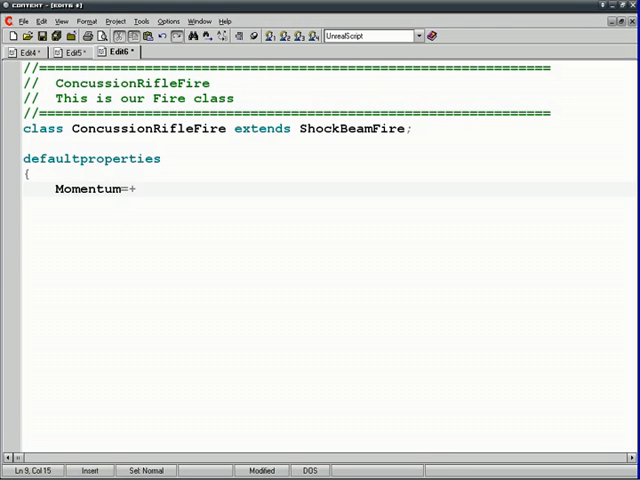 CONTEXT - [EDIT6 *]
File Edit View Format Project Tools Options Window Help
UnrealScript
Edit4 * Edit5 * Edit6 *
//================================================================
//  ConcussionRifleFire
//  This is our Fire class
//================================================================
class ConcussionRifleFire extends ShockBeamFire;
defaultproperties
{
Momentum=+
Ln 9, Col 15 Insert Sel: Normal Modified DOS